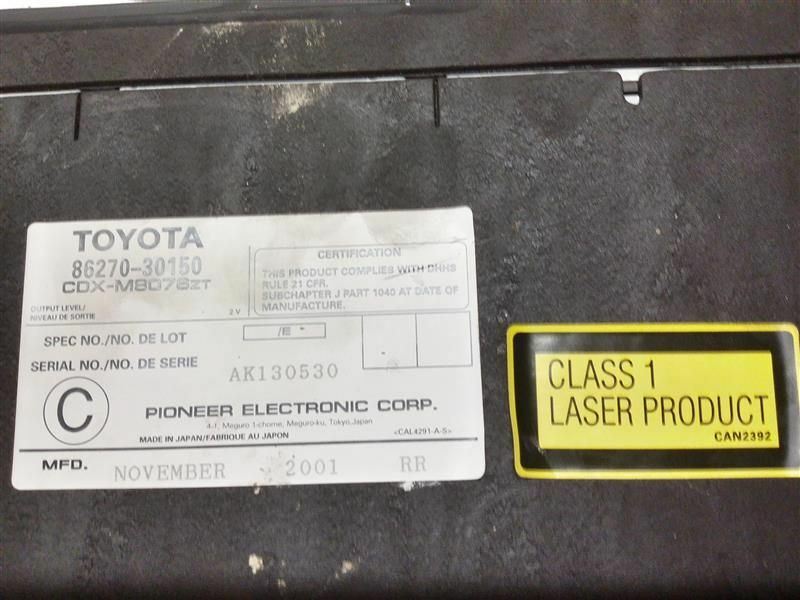 TOYOTA
86270-30150
CDX-M8076ZT
OUTPUT LEVEL/
NIVEAU DE SORTIE 2V
CERTIFICATION
THIS PRODUCT COMPLIES WITH DHHS
RULE 21 CFR.
SUBCHAPTER J PART 1040 AT DATE OF
MANUFACTURE.
SPEC NO./NO. DE LOT /E
SERIAL NO./NO. DE SERIE AK130530
C
PIONEER ELECTRONIC CORP.
4-1, Meguro 1-chome, Meguro-ku, Tokyo,Japan
MADE IN JAPAN/FABRIQUE AU JAPON <CAL4291-A-S>
MFD. NOVEMBER 2001 RR
CLASS 1
LASER PRODUCT
CAN2392